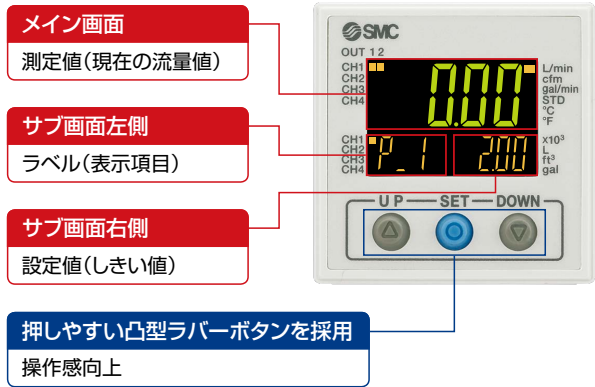 メイン画面
測定値(現在の流量値)
サブ画面左側
ラベル(表示項目)
サブ画面右側
設定値(しきい値)
押しやすい凸型ラバーボタンを採用
操作感向上
SMC
OUT 1 2
CH1
CH2
CH3
CH4
0.00
L/min
cfm
gal/min
STD
°C
°F
CH1
CH2
CH3
CH4
P_1
2.00
x10³
L
ft³
gal
UP SET DOWN